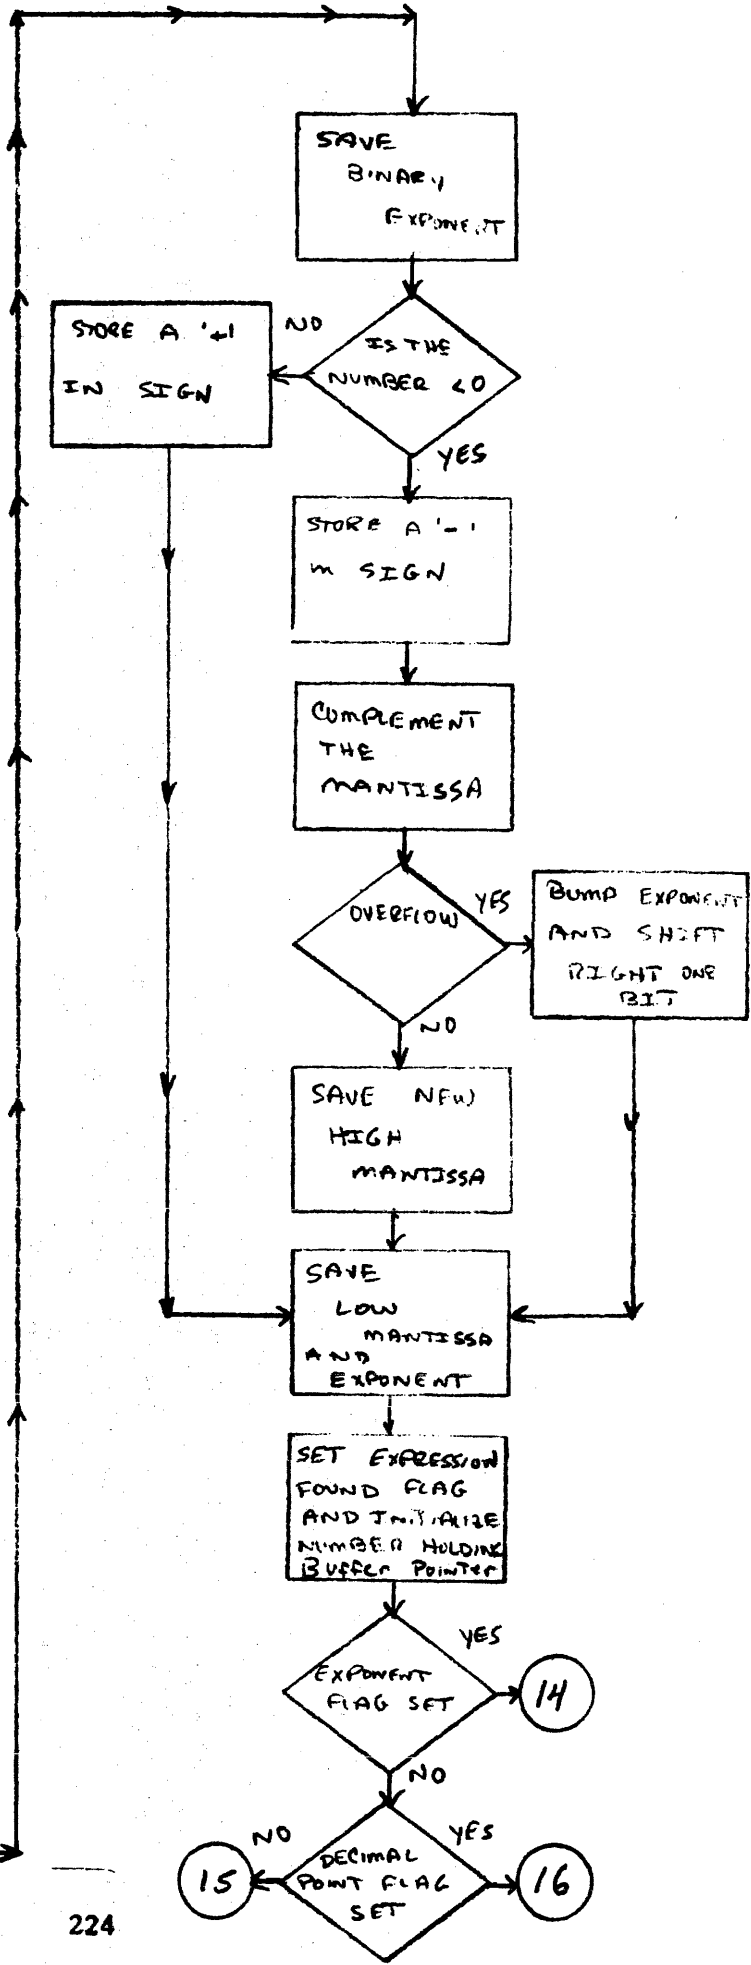 SAVE
BINARY
EXPONENT
STORE A '+'
IN SIGN
NO
IS THE
NUMBER <0
YES
STORE A '-'
IN SIGN
COMPLEMENT
THE
MANTISSA
OVERFLOW
YES
BUMP EXPONENT
AND SHIFT
RIGHT ONE
BIT
NO
SAVE NEW
HIGH
MANTISSA
SAVE
LOW
MANTISSA
AND
EXPONENT
SET EXPRESSION
FOUND FLAG
AND INITIALIZE
NUMBER HOLDING
BUFFER POINTER
YES
EXPONENT
FLAG SET
14
NO
NO
YES
15
DECIMAL
POINT FLAG
SET
16
224